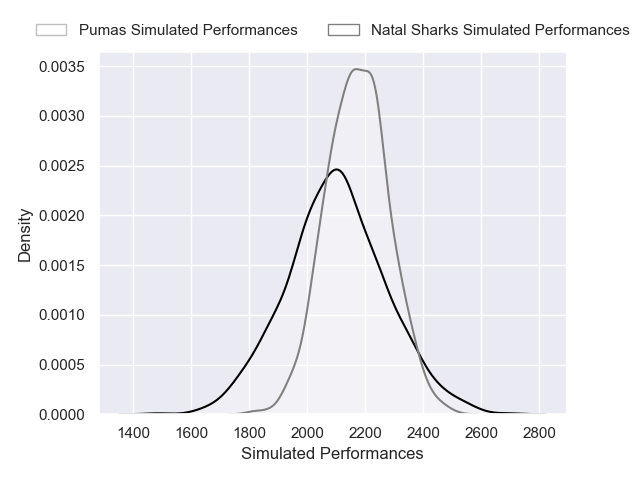 Pumas Simulated Performances
Natal Sharks Simulated Performances
0.0035
0.0030
0.0025
0.0020
0.0015
0.0010
0.0005
0.0000
Density
1400 1600 1800 2000 2200 2400 2600 2800
Simulated Performances